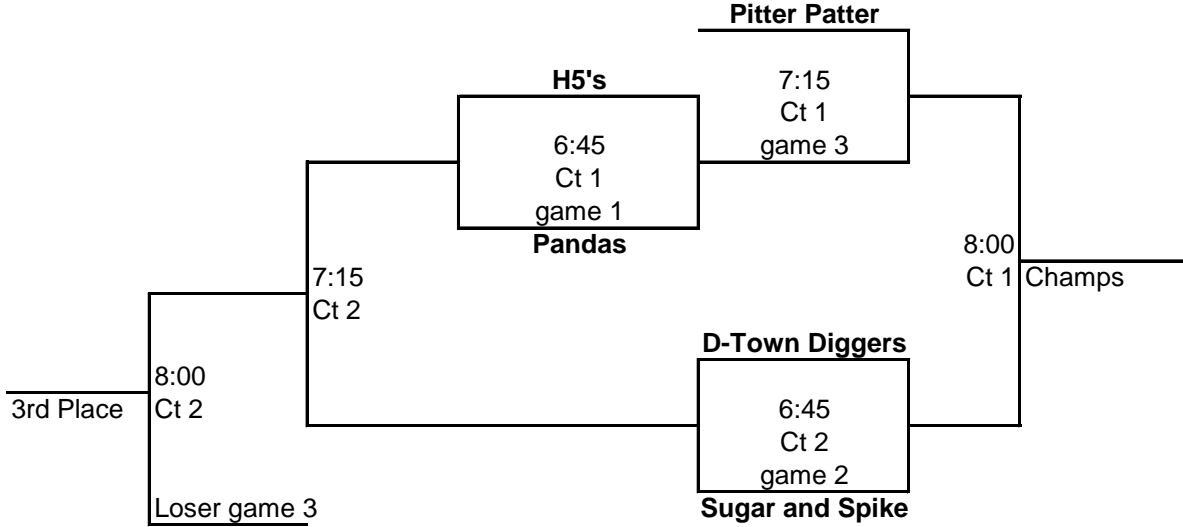 Pitter Patter
H5's
7:15
Ct 1
game 3
6:45
Ct 1
game 1
Pandas
8:00
Ct 1
Champs
7:15
Ct 2
D-Town Diggers
8:00
Ct 2
3rd Place
6:45
Ct 2
game 2
Loser game 3
Sugar and Spike